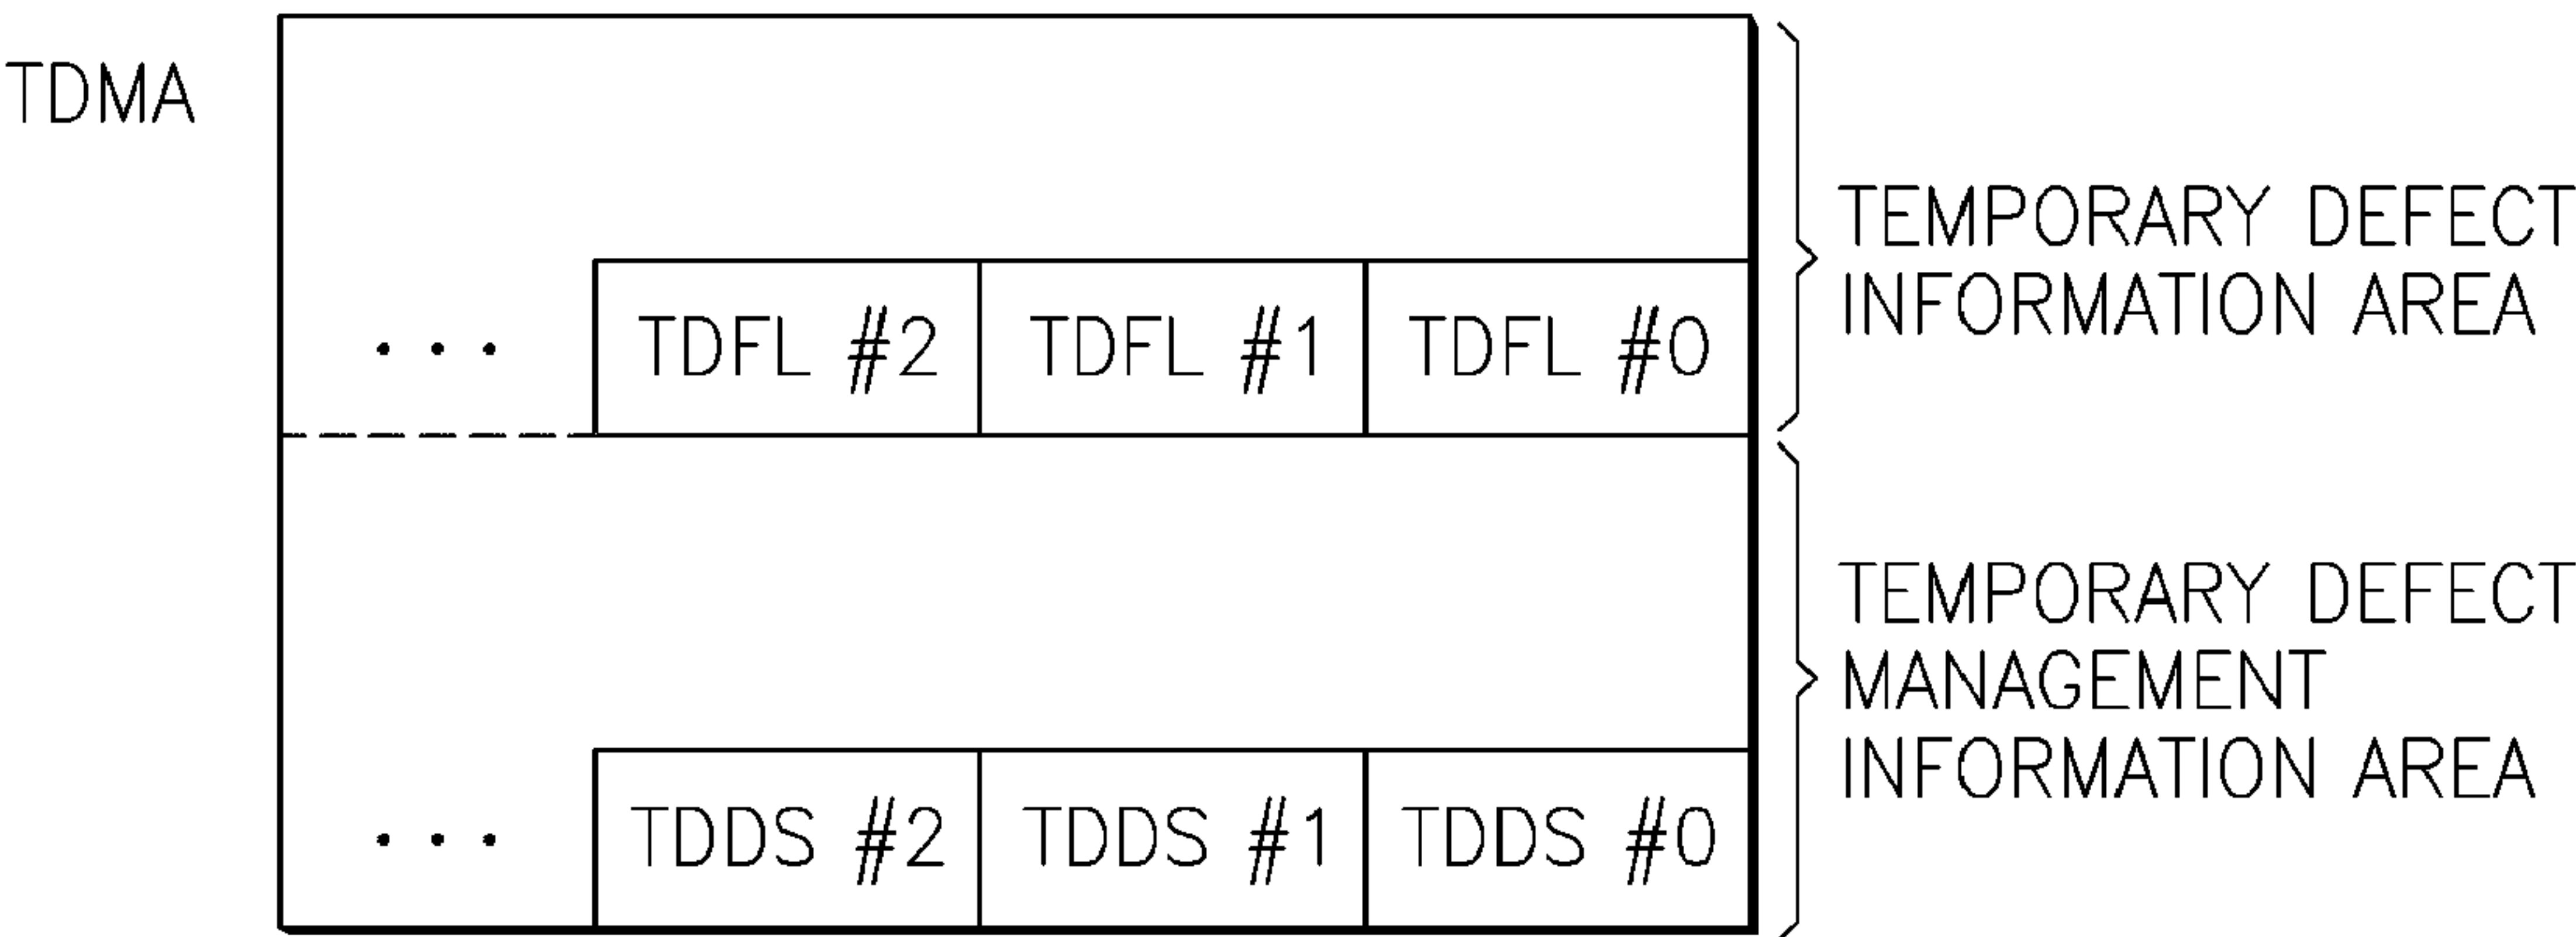 TDMA
TEMPORARY DEFECT
INFORMATION AREA
... TDFL #2 TDFL #1 TDFL #0
TEMPORARY DEFECT
MANAGEMENT
INFORMATION AREA
... TDDS #2 TDDS #1 TDDS #0